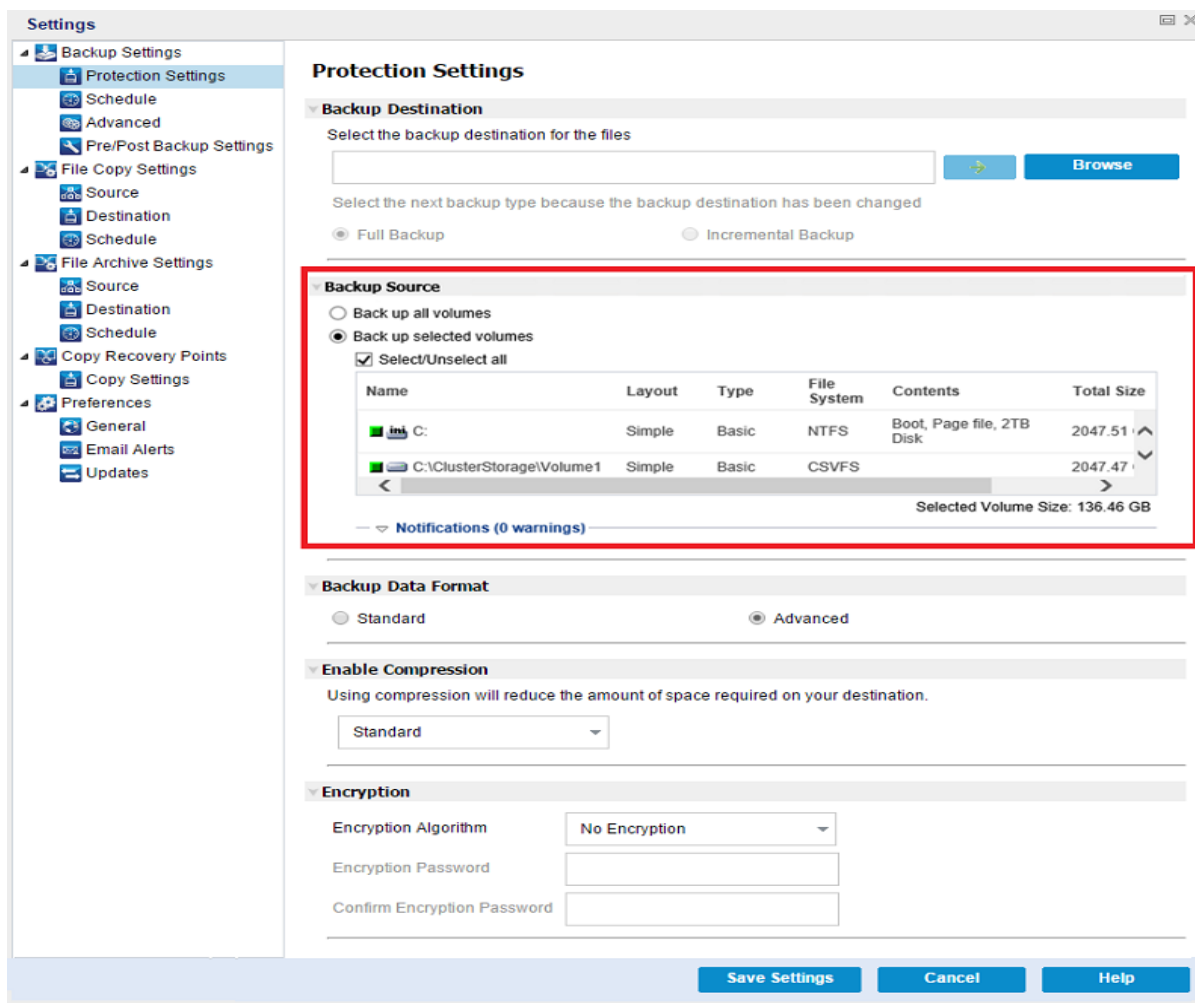 Settings
Backup Settings
Protection Settings
Schedule
Advanced
Pre/Post Backup Settings
File Copy Settings
Source
Destination
Schedule
File Archive Settings
Source
Destination
Schedule
Copy Recovery Points
Copy Settings
Preferences
General
Email Alerts
Updates
Protection Settings
Backup Destination
Select the backup destination for the files
Browse
Select the next backup type because the backup destination has been changed
Full Backup Incremental Backup
Backup Source
Back up all volumes
Back up selected volumes
Select/Unselect all
Name Layout Type File System Contents Total Size
C: Simple Basic NTFS Boot, Page file, 2TB Disk 2047.51
C:\ClusterStorage\Volume1 Simple Basic CSVFS 2047.47
Selected Volume Size: 136.46 GB
Notifications (0 warnings)
Backup Data Format
Standard Advanced
Enable Compression
Using compression will reduce the amount of space required on your destination.
Standard
Encryption
Encryption Algorithm No Encryption
Encryption Password
Confirm Encryption Password
Save Settings Cancel Help